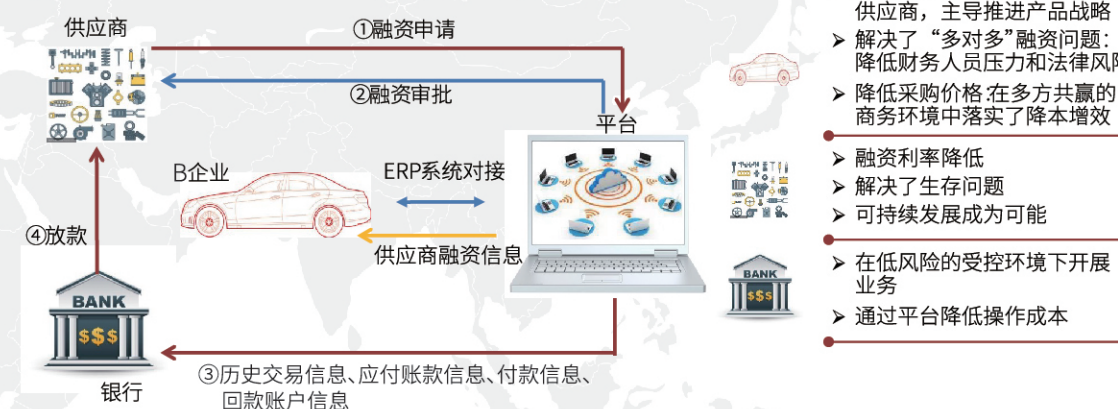 供应商
①融资申请
②融资审批
平台
B企业
ERP系统对接
④放款
供应商融资信息
BANK
$$$
银行
③历史交易信息、应付账款信息、付款信息、
回款账户信息
供应商，主导推进产品战略
➤ 解决了“多对多”融资问题：
降低财务人员压力和法律风险
➤ 降低采购价格:在多方共赢的
商务环境中落实了降本增效
➤ 融资利率降低
➤ 解决了生存问题
➤ 可持续发展成为可能
BANK
$$$
➤ 在低风险的受控环境下开展
业务
➤ 通过平台降低操作成本